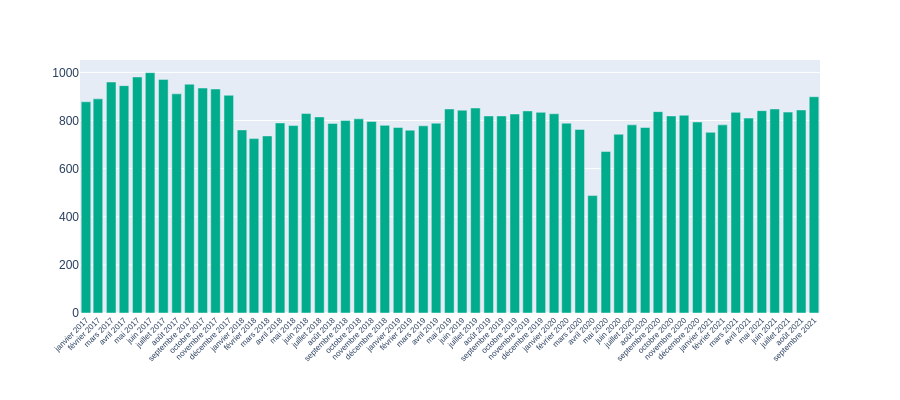 1000
800
600
400
200
0
janvier 2017
février 2017
mars 2017
avril 2017
mai 2017
juin 2017
juillet 2017
août 2017
septembre 2017
octobre 2017
novembre 2017
décembre 2017
janvier 2018
février 2018
mars 2018
avril 2018
mai 2018
juin 2018
juillet 2018
août 2018
septembre 2018
octobre 2018
novembre 2018
décembre 2018
janvier 2019
février 2019
mars 2019
avril 2019
mai 2019
juin 2019
juillet 2019
août 2019
septembre 2019
octobre 2019
novembre 2019
décembre 2019
janvier 2020
février 2020
mars 2020
avril 2020
mai 2020
juin 2020
juillet 2020
août 2020
septembre 2020
octobre 2020
novembre 2020
décembre 2020
janvier 2021
février 2021
mars 2021
avril 2021
mai 2021
juin 2021
juillet 2021
août 2021
septembre 2021